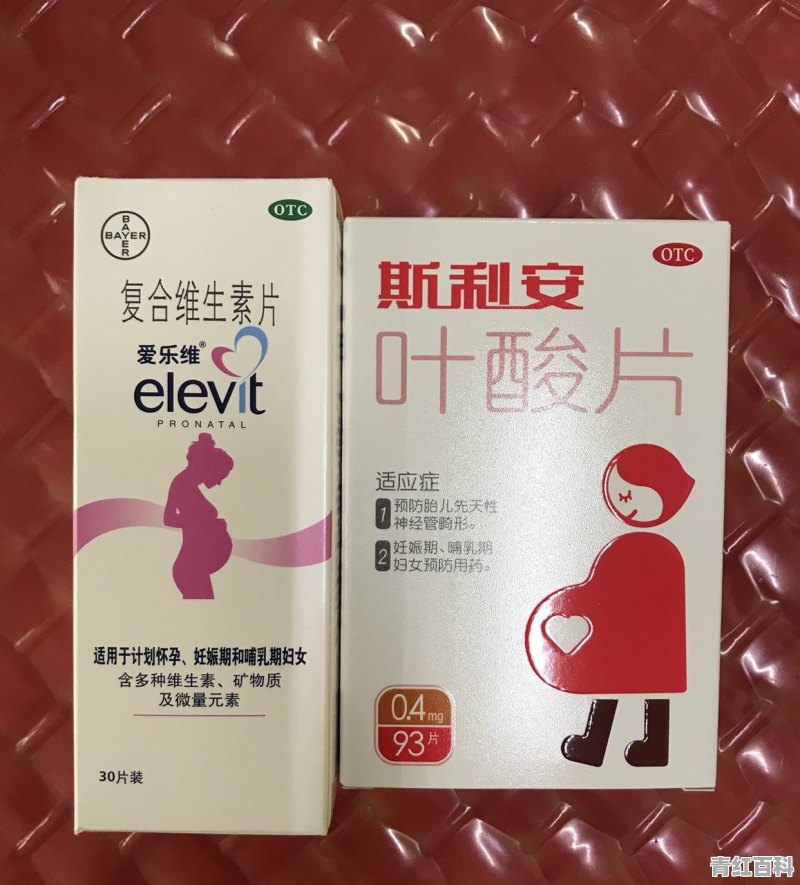 BAYER
BAYER
OTC
复合维生素片
爱乐维®
elevit
PRONATAL
适用于计划怀孕、妊娠期和哺乳期妇女
含多种维生素、矿物质
及微量元素
30片装
OTC
斯利安
叶酸片
适应症
1 预防胎儿先天性
神经管畸形。
2 妊娠期、哺乳期
妇女预防用药。
0.4mg
93片
青红百科